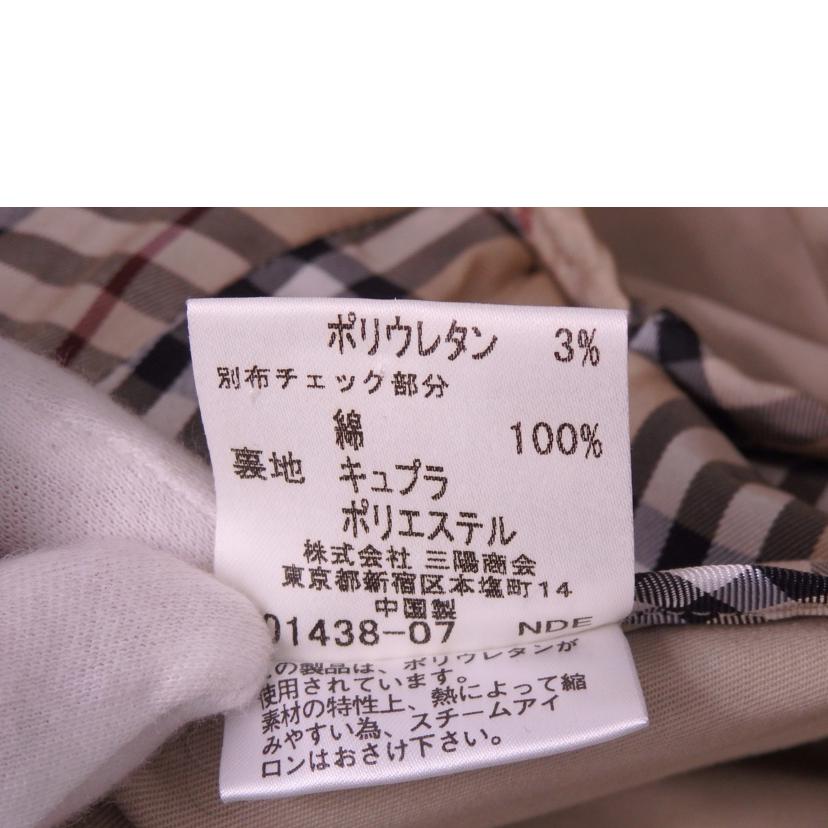 ポリウレタン 3%
別布チェック部分
綿 100%
裏地 キュプラ
ポリエステル
株式会社 三陽商会
東京都新宿区本塩町14
中国製
01438-07 NDE
この製品は、ポリウレタンが
使用されています。
素材の特性上、熱によって縮
みやすい為、スチームアイ
ロンはおさけ下さい。